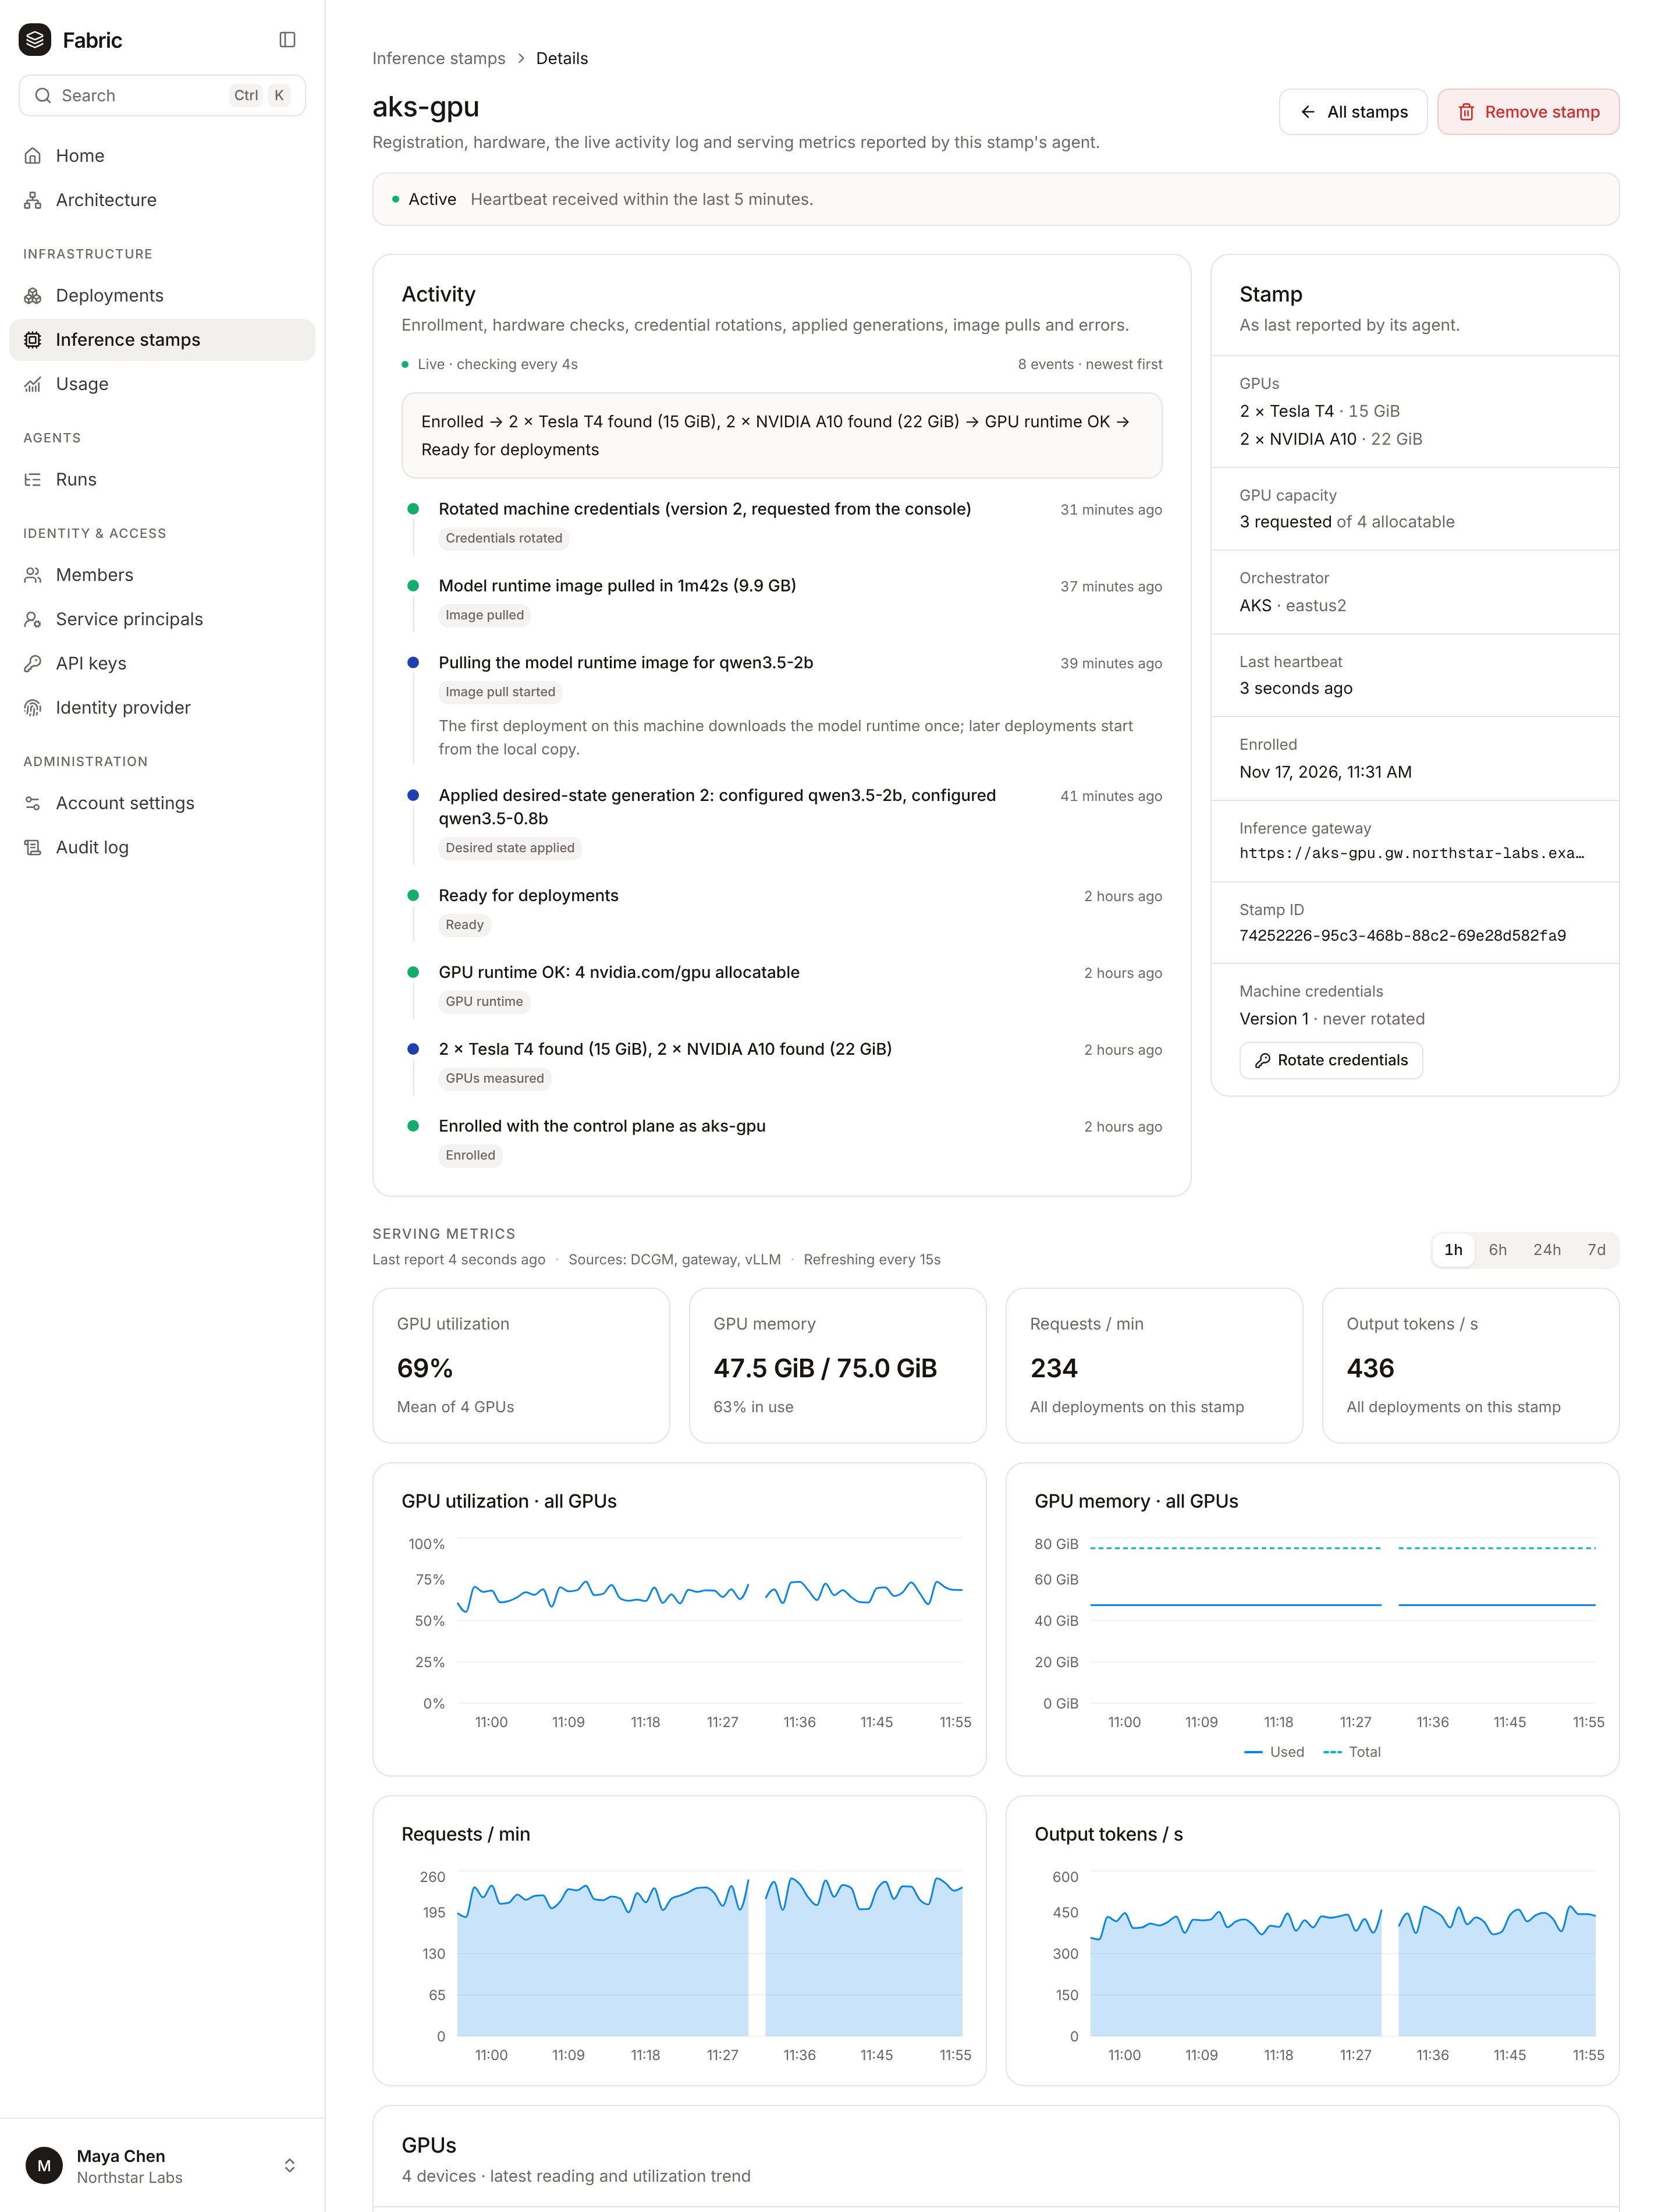 Fabric
Search
Ctrl K
Home
Architecture
INFRASTRUCTURE
Deployments
Inference stamps
Usage
AGENTS
Runs
IDENTITY & ACCESS
Members
Service principals
API keys
Identity provider
ADMINISTRATION
Account settings
Audit log
M
Maya Chen
Northstar Labs
Inference stamps > Details
aks-gpu
Registration, hardware, the live activity log and serving metrics reported by this stamp's agent.
← All stamps
Remove stamp
Active Heartbeat received within the last 5 minutes.
Activity
Enrollment, hardware checks, credential rotations, applied generations, image pulls and errors.
Live · checking every 4s
8 events · newest first
Enrolled → 2 × Tesla T4 found (15 GiB), 2 × NVIDIA A10 found (22 GiB) → GPU runtime OK →
Ready for deployments
Rotated machine credentials (version 2, requested from the console)
31 minutes ago
Credentials rotated
Model runtime image pulled in 1m42s (9.9 GB)
37 minutes ago
Image pulled
Pulling the model runtime image for qwen3.5-2b
39 minutes ago
Image pull started
The first deployment on this machine downloads the model runtime once; later deployments start
from the local copy.
Applied desired-state generation 2: configured qwen3.5-2b, configured
qwen3.5-0.8b
41 minutes ago
Desired state applied
Ready for deployments
2 hours ago
Ready
GPU runtime OK: 4 nvidia.com/gpu allocatable
2 hours ago
GPU runtime
2 × Tesla T4 found (15 GiB), 2 × NVIDIA A10 found (22 GiB)
2 hours ago
GPUs measured
Enrolled with the control plane as aks-gpu
2 hours ago
Enrolled
Stamp
As last reported by its agent.
GPUs
2 × Tesla T4 · 15 GiB
2 × NVIDIA A10 · 22 GiB
GPU capacity
3 requested of 4 allocatable
Orchestrator
AKS · eastus2
Last heartbeat
3 seconds ago
Enrolled
Nov 17, 2026, 11:31 AM
Inference gateway
https://aks-gpu.gw.northstar-labs.exa…
Stamp ID
74252226-95c3-468b-88c2-69e28d582fa9
Machine credentials
Version 1 · never rotated
Rotate credentials
SERVING METRICS
Last report 4 seconds ago · Sources: DCGM, gateway, vLLM · Refreshing every 15s
1h 6h 24h 7d
GPU utilization
69%
Mean of 4 GPUs
GPU memory
47.5 GiB / 75.0 GiB
63% in use
Requests / min
234
All deployments on this stamp
Output tokens / s
436
All deployments on this stamp
GPU utilization · all GPUs
100%
75%
50%
25%
0%
11:00 11:09 11:18 11:27 11:36 11:45 11:55
GPU memory · all GPUs
80 GiB
60 GiB
40 GiB
20 GiB
0 GiB
11:00 11:09 11:18 11:27 11:36 11:45 11:55
Used Total
Requests / min
260
195
130
65
0
11:00 11:09 11:18 11:27 11:36 11:45 11:55
Output tokens / s
600
450
300
150
0
11:00 11:09 11:18 11:27 11:36 11:45 11:55
GPUs
4 devices · latest reading and utilization trend